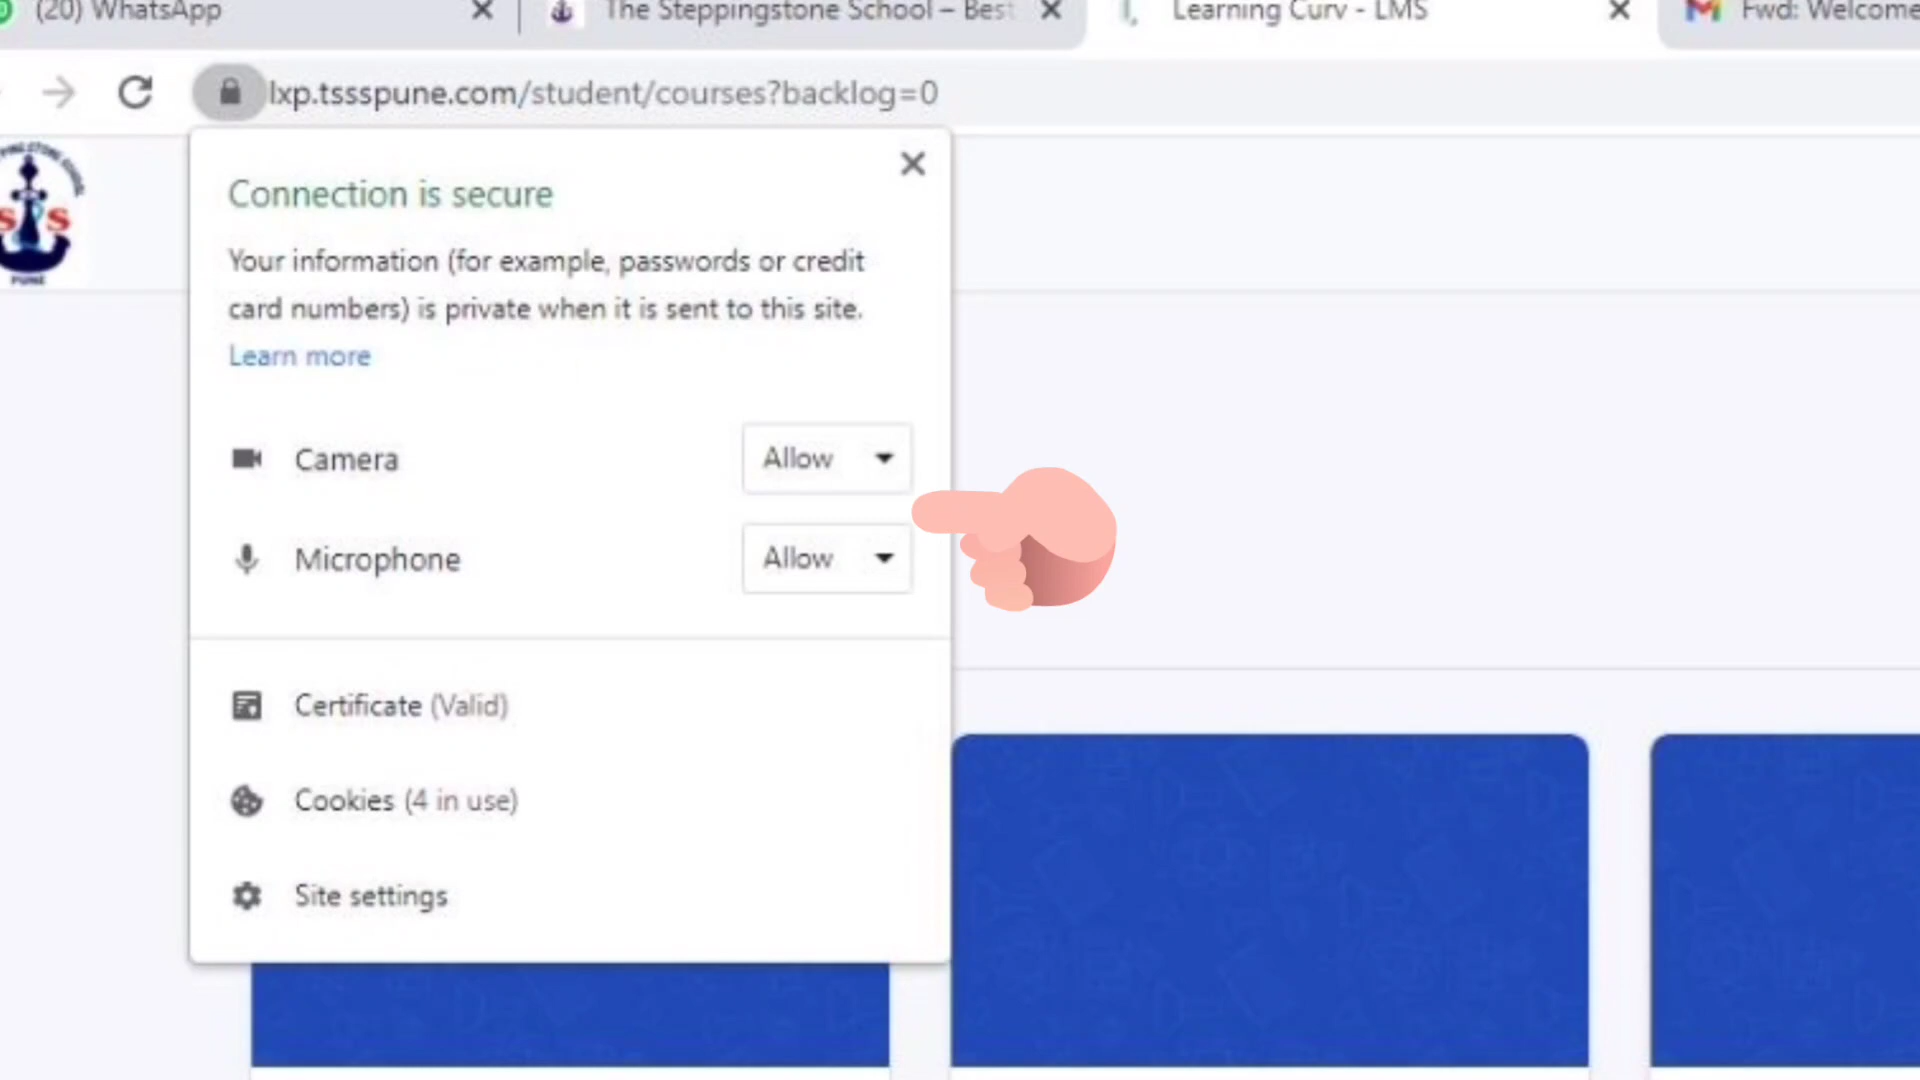 (20) WhatsApp
The Steppingstone School – Best
Learning Curv - LMS
Fwd: Welcome
lxp.tssspune.com/student/courses?backlog=0
S S
PUNE
Connection is secure
Your information (for example, passwords or credit
card numbers) is private when it is sent to this site.
Learn more
Camera
Allow
Microphone
Allow
Certificate (Valid)
Cookies (4 in use)
Site settings